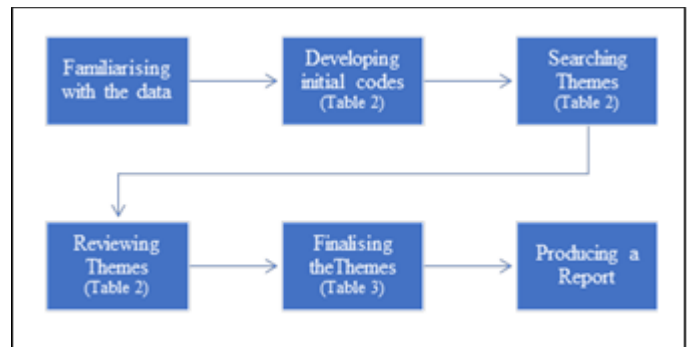 Familiarising
with the data
Developing
initial codes
(Table 2)
Searching
Themes
(Table 2)
Reviewing
Themes
(Table 2)
Finalising
theThemes
(Table 3)
Producing a
Report